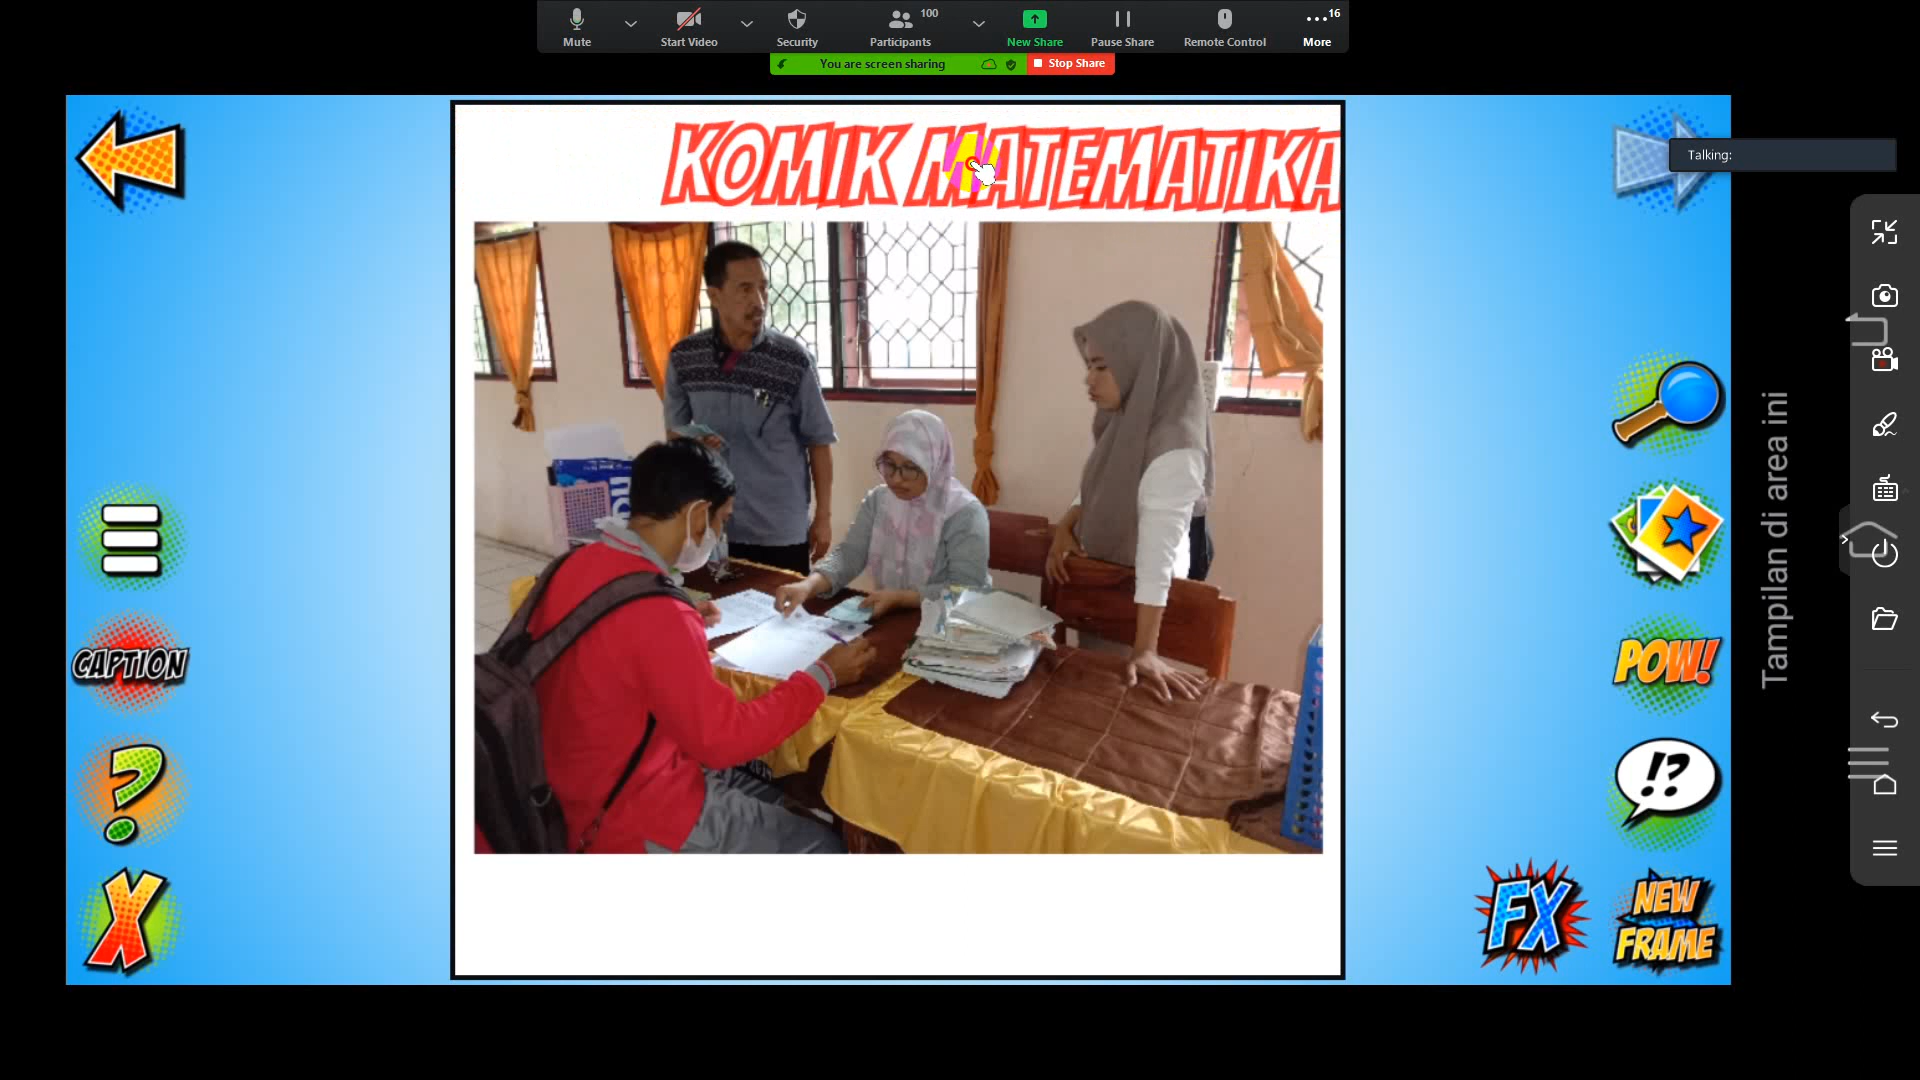 100
16
Mute
Start Video
Security
Participants
New Share
Pause Share
Remote Control
More
You are screen sharing
Stop Share
KOMIK MATEMATIKA
Talking:
Tampilan di area ini
CAPTION
POW!
!?
?
X
FX
NEW
FRAME